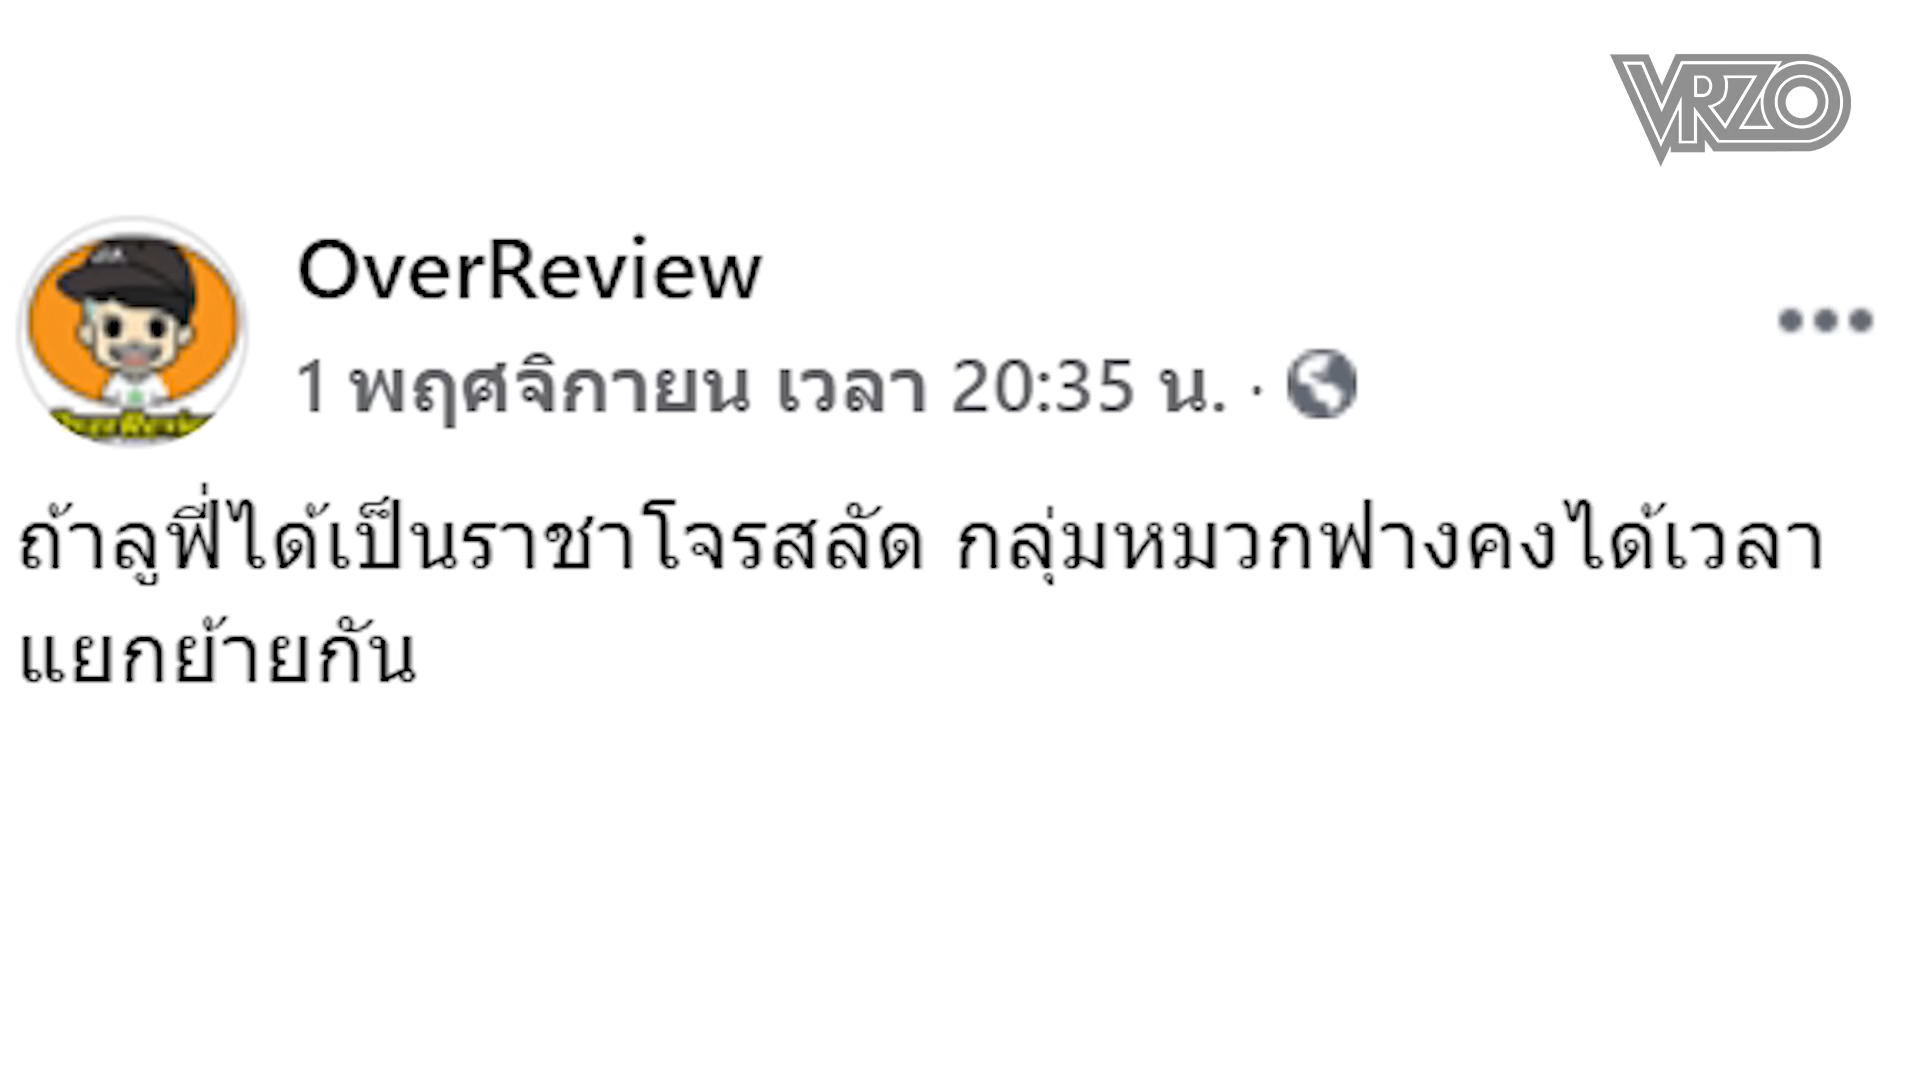 VRZO
OverReview
1 พฤศจิกายน เวลา 20:35 น. ·
ถ้าลูฟี่ได้เป็นราชาโจรสลัด กลุ่มหมวกฟางคงได้เวลา
แยกย้ายกัน